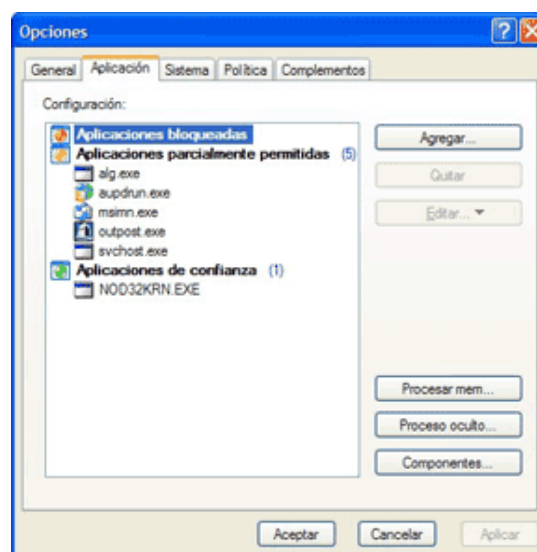 Opciones
General Aplicación Sistema Política Complementos
Configuración:
Aplicaciones bloqueadas
Aplicaciones parcialmente permitidas (5)
alg.exe
aupdrun.exe
msimn.exe
outpost.exe
svchost.exe
Aplicaciones de confianza (1)
NOD32KRN.EXE
Agregar...
Quitar
Editar...
Procesar mem...
Proceso oculto...
Componentes...
Aceptar Cancelar Aplicar